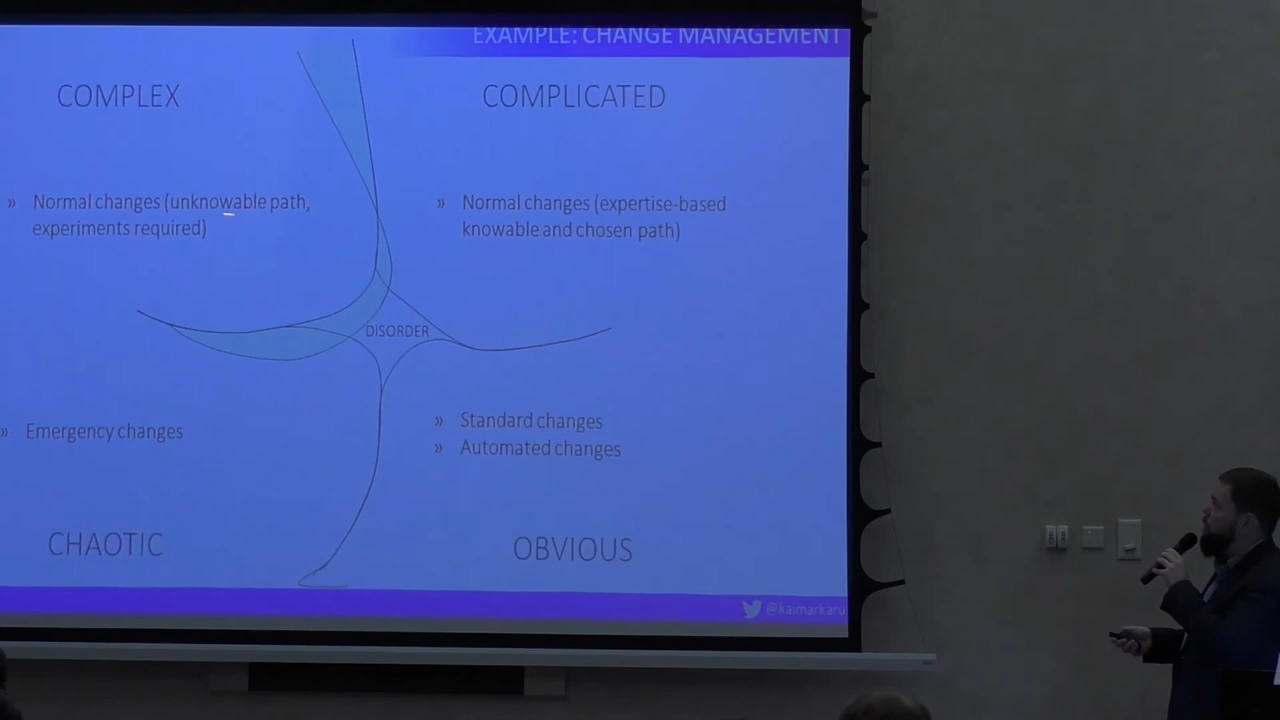 EXAMPLE: CHANGE MANAGEMENT
COMPLEX
COMPLICATED
» Normal changes (unknowable path,
experiments required)
» Normal changes (expertise-based
knowable and chosen path)
DISORDER
» Emergency changes
» Standard changes
» Automated changes
CHAOTIC
OBVIOUS
@kaimarkaru